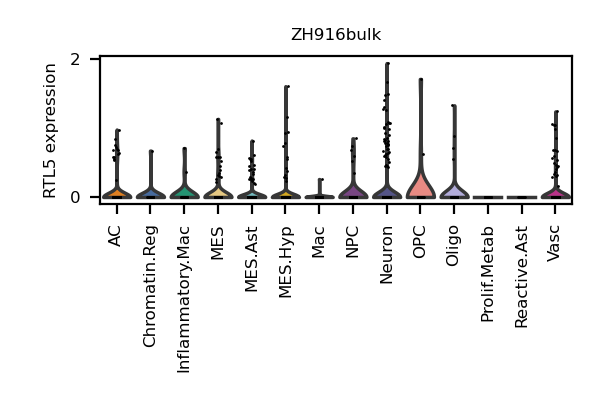 ZH916bulk
RTL5 expression
2
0
AC
Chromatin.Reg
Inflammatory.Mac
MES
MES.Ast
MES.Hyp
Mac
NPC
Neuron
OPC
Oligo
Prolif.Metab
Reactive.Ast
Vasc